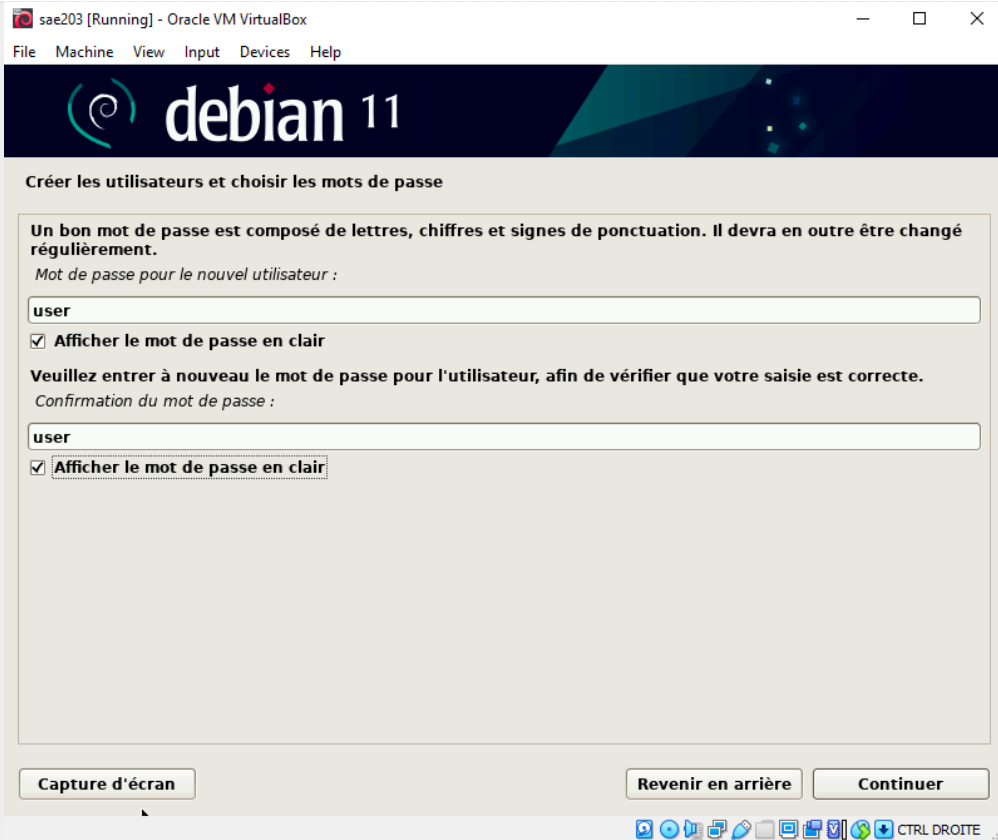 sae203 [Running] - Oracle VM VirtualBox
File Machine View Input Devices Help
debian 11
Créer les utilisateurs et choisir les mots de passe
Un bon mot de passe est composé de lettres, chiffres et signes de ponctuation. Il devra en outre être changé
régulièrement.
Mot de passe pour le nouvel utilisateur :
user
Afficher le mot de passe en clair
Veuillez entrer à nouveau le mot de passe pour l'utilisateur, afin de vérifier que votre saisie est correcte.
Confirmation du mot de passe :
user
Afficher le mot de passe en clair
Capture d'écran Revenir en arrière Continuer
CTRL DROITE